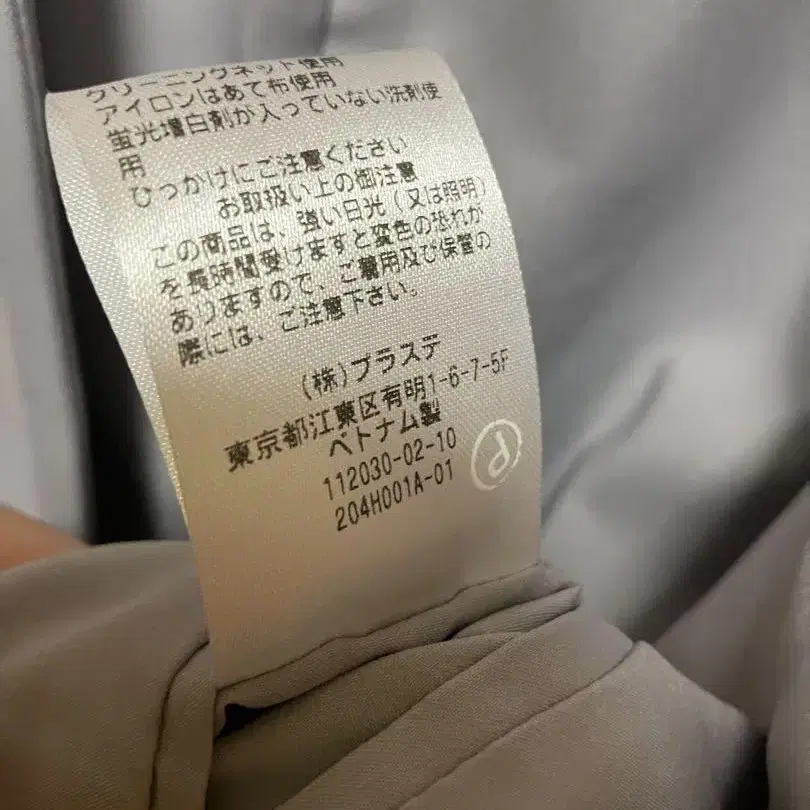 クリーニングネット使用
アイロンはあて布使用
蛍光増白剤が入っていない洗剤使
用
ひっかけにご注意ください
お取扱い上の御注意
この商品は、強い日光(又は照明)
を長時間受けますと変色の恐れが
ありますので、ご着用及び保管の
際には、ご注意下さい。
(株)プラステ
東京都江東区有明1-6-7-5F
ベトナム製
112030-02-10
204H001A-01